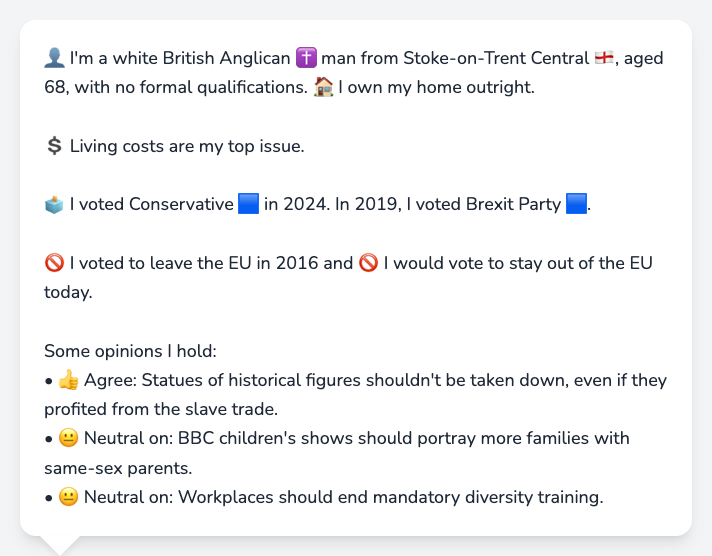 👤 I'm a white British Anglican ✝️ man from Stoke-on-Trent Central 🏴󠁧󠁢󠁥󠁮󠁧󠁿, aged
68, with no formal qualifications. 🏠 I own my home outright.
💲 Living costs are my top issue.
🗳️ I voted Conservative 🟦 in 2024. In 2019, I voted Brexit Party 🟦.
🚫 I voted to leave the EU in 2016 and 🚫 I would vote to stay out of the EU
today.
Some opinions I hold:
• 👍 Agree: Statues of historical figures shouldn't be taken down, even if they
profited from the slave trade.
• 😐 Neutral on: BBC children's shows should portray more families with
same-sex parents.
• 😐 Neutral on: Workplaces should end mandatory diversity training.